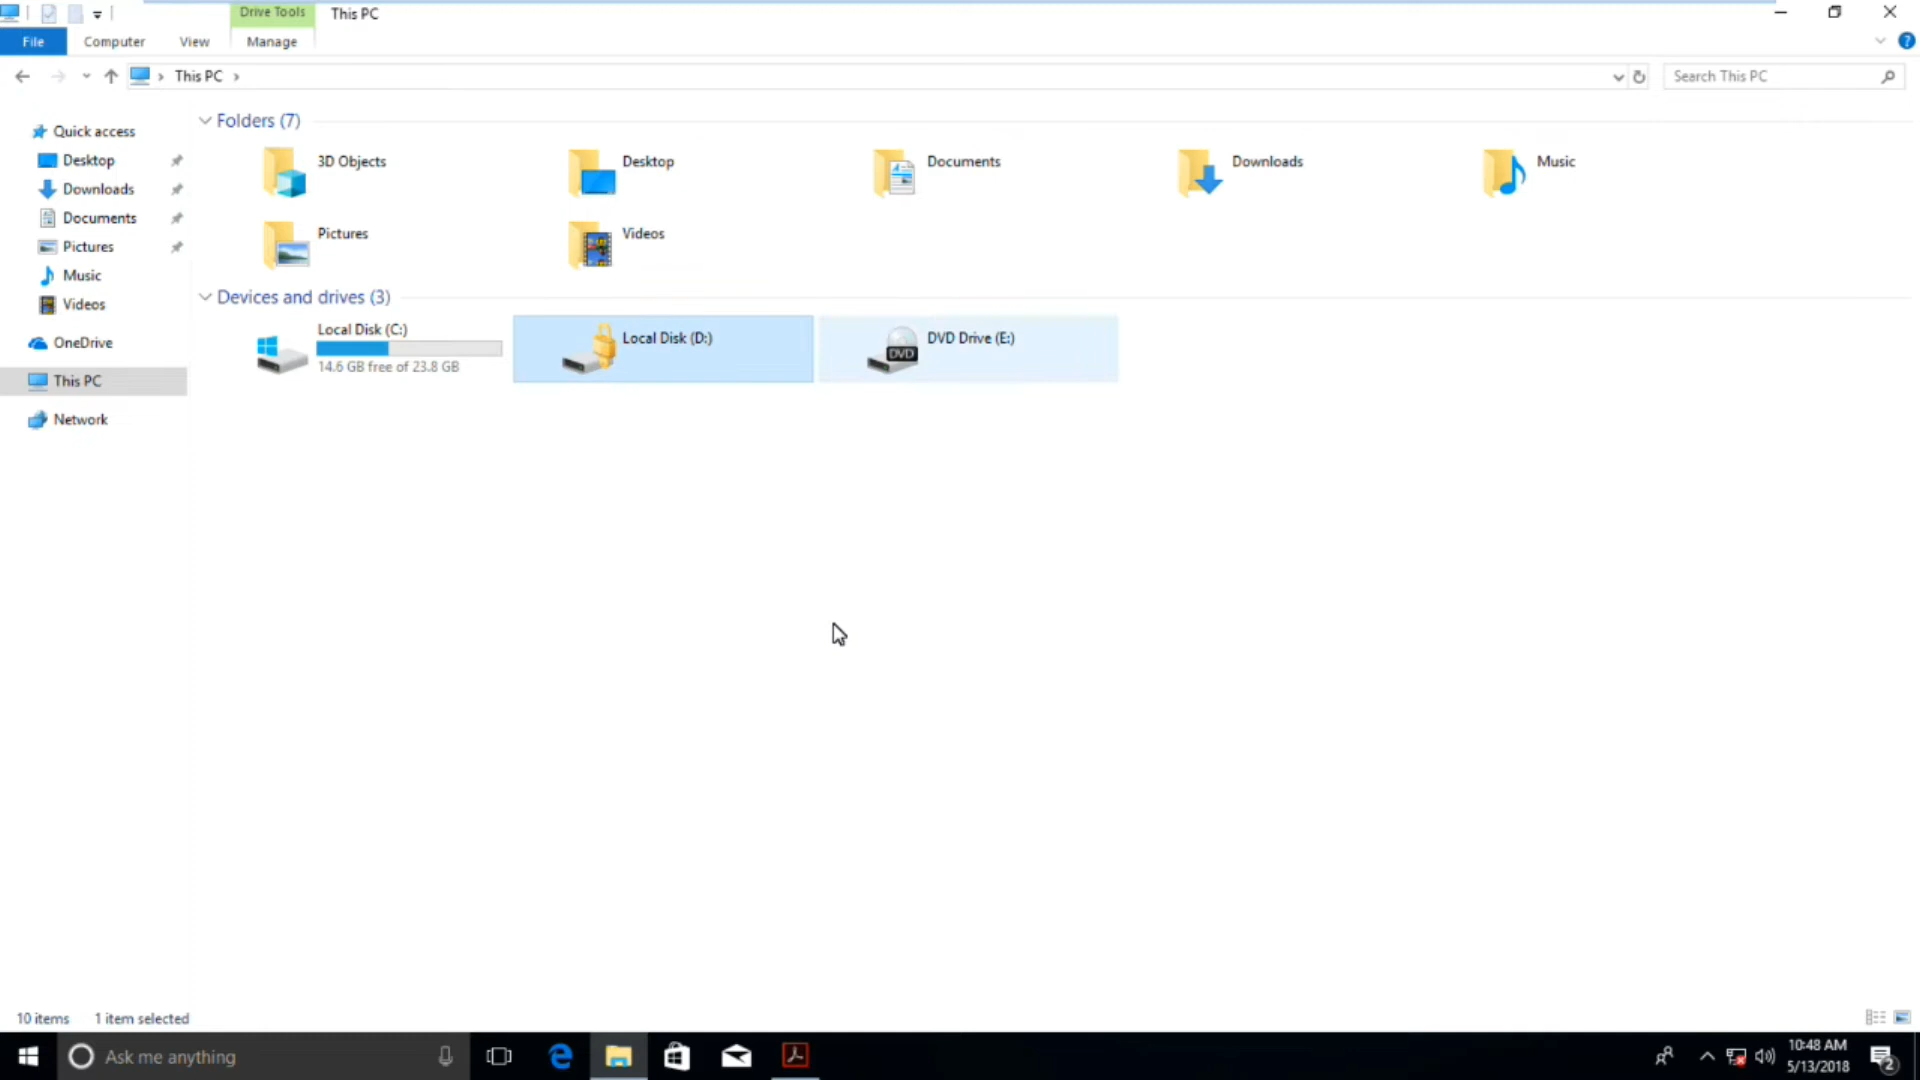 Drive Tools
This PC
File
Computer
View
Manage
?
This PC
Search This PC
Quick access
Desktop
Downloads
Documents
Pictures
Music
Videos
OneDrive
This PC
Network
Folders (7)
3D Objects
Desktop
Documents
Downloads
Music
Pictures
Videos
Devices and drives (3)
Local Disk (C:)
14.6 GB free of 23.8 GB
Local Disk (D:)
DVD
DVD Drive (E:)
10 items
1 item selected
Ask me anything
10:48 AM
5/13/2018
2